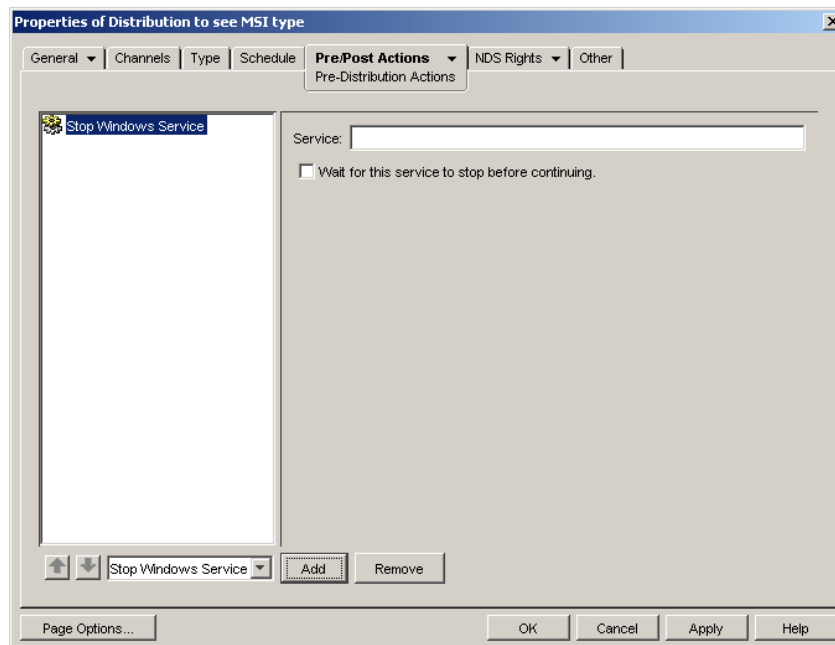 Properties of Distribution to see MSI type
General Channels Type Schedule Pre/Post Actions NDS Rights Other
Pre-Distribution Actions
Stop Windows Service
Service:
Wait for this service to stop before continuing.
Stop Windows Service Add Remove
Page Options... OK Cancel Apply Help